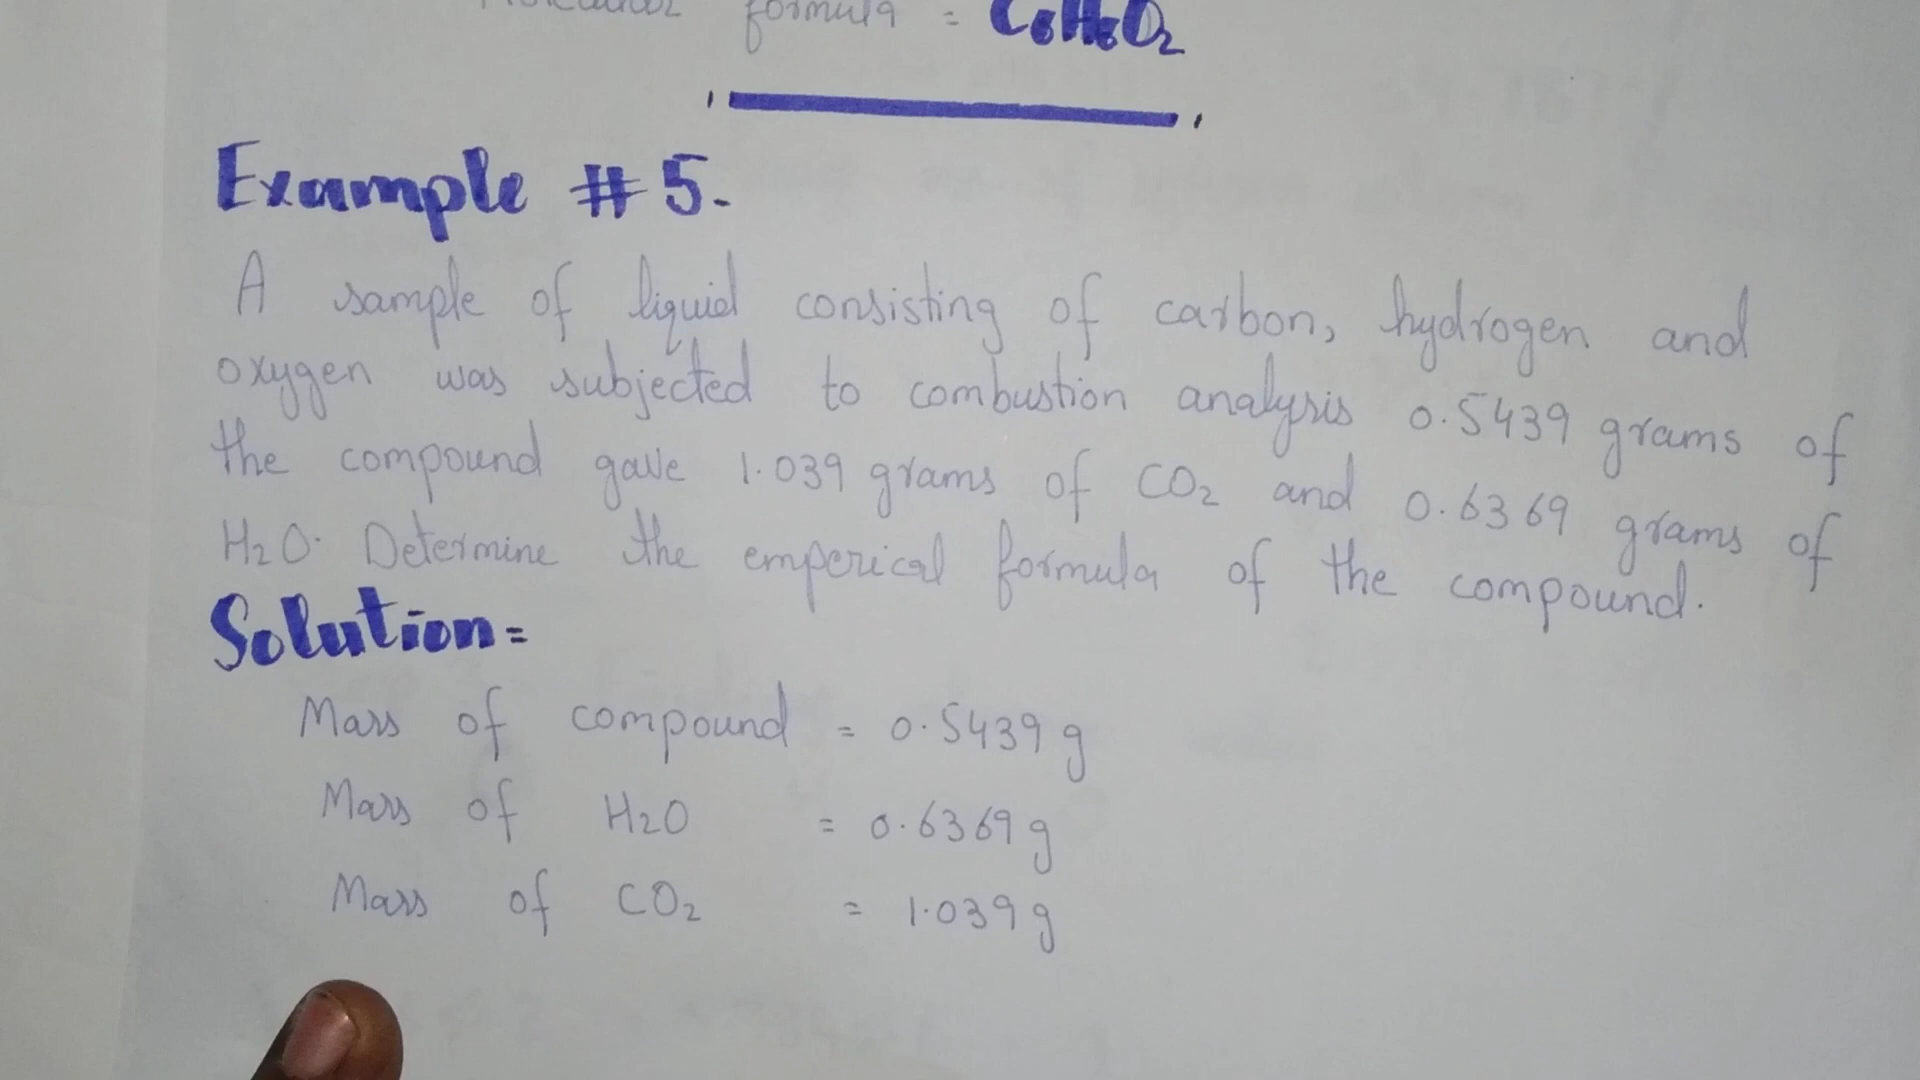 Molecular formula = C6H6O2
Example # 5.
A sample of liquid consisting of carbon, hydrogen and
oxygen was subjected to combustion analysis 0.5439 grams of
the compound gave 1.039 grams of CO2 and 0.6369 grams of
H2O. Determine the emperical formula of the compound.
Solution=
Mass of compound = 0.5439 g
Mass of H2O = 0.6369 g
Mass of CO2 = 1.039 g